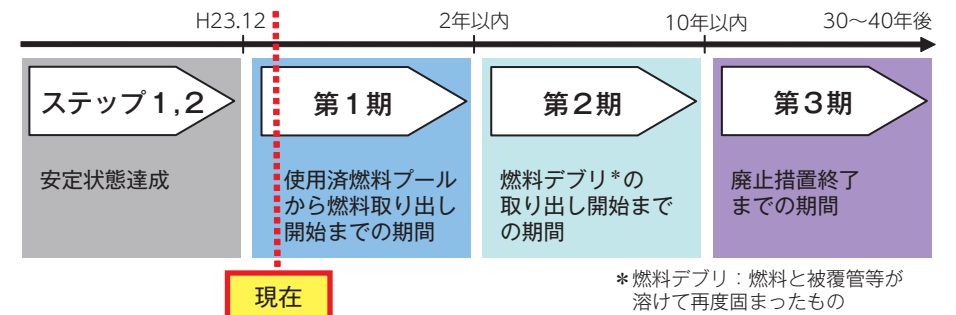 H23.12
2年以内
10年以内
30〜40年後
ステップ1,2
第1期
第2期
第3期
安定状態達成
使用済燃料プール
から燃料取り出し
開始までの期間
燃料デブリ*の
取り出し開始まで
の期間
廃止措置終了
までの期間
現在
*燃料デブリ：燃料と被覆管等が
溶けて再度固まったもの